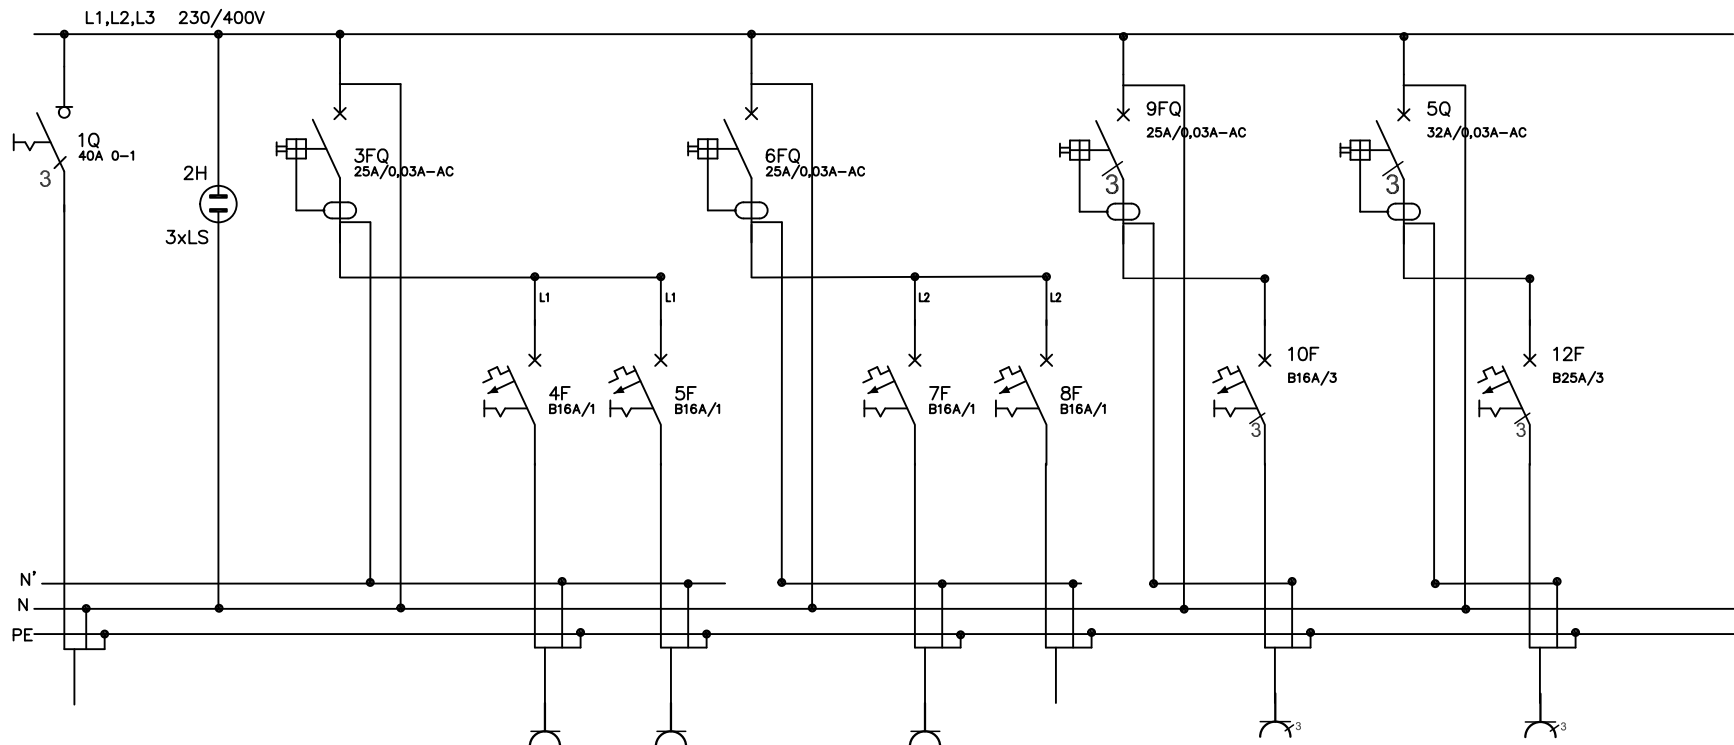 L1,L2,L3 230/400V
1Q
40A 0-1
3
2H
3xLS
3FQ
25A/0,03A-AC
6FQ
25A/0,03A-AC
9FQ
25A/0,03A-AC
3
5Q
32A/0,03A-AC
3
L1
L1
L2
L2
4F
B16A/1
5F
B16A/1
7F
B16A/1
8F
B16A/1
10F
B16A/3
3
12F
B25A/3
3
N'
N
PE
3
3